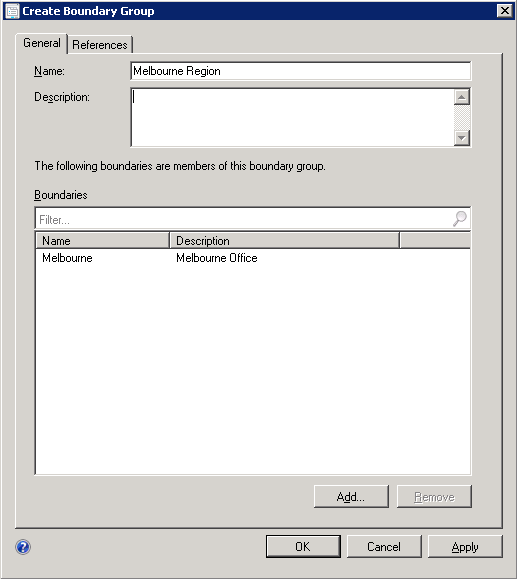 Create Boundary Group
General References
Name: Melbourne Region
Description:
The following boundaries are members of this boundary group.
Boundaries
Filter...
Name Description
Melbourne Melbourne Office
Add... Remove
OK Cancel Apply